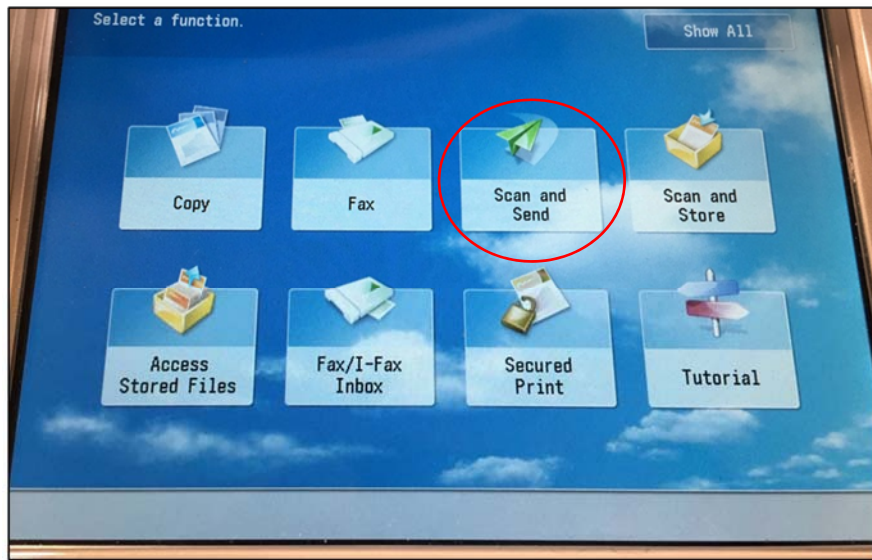 Select a function.
Show All
Copy
Fax
Scan and
Send
Scan and
Store
Access
Stored Files
Fax/I-Fax
Inbox
Secured
Print
Tutorial